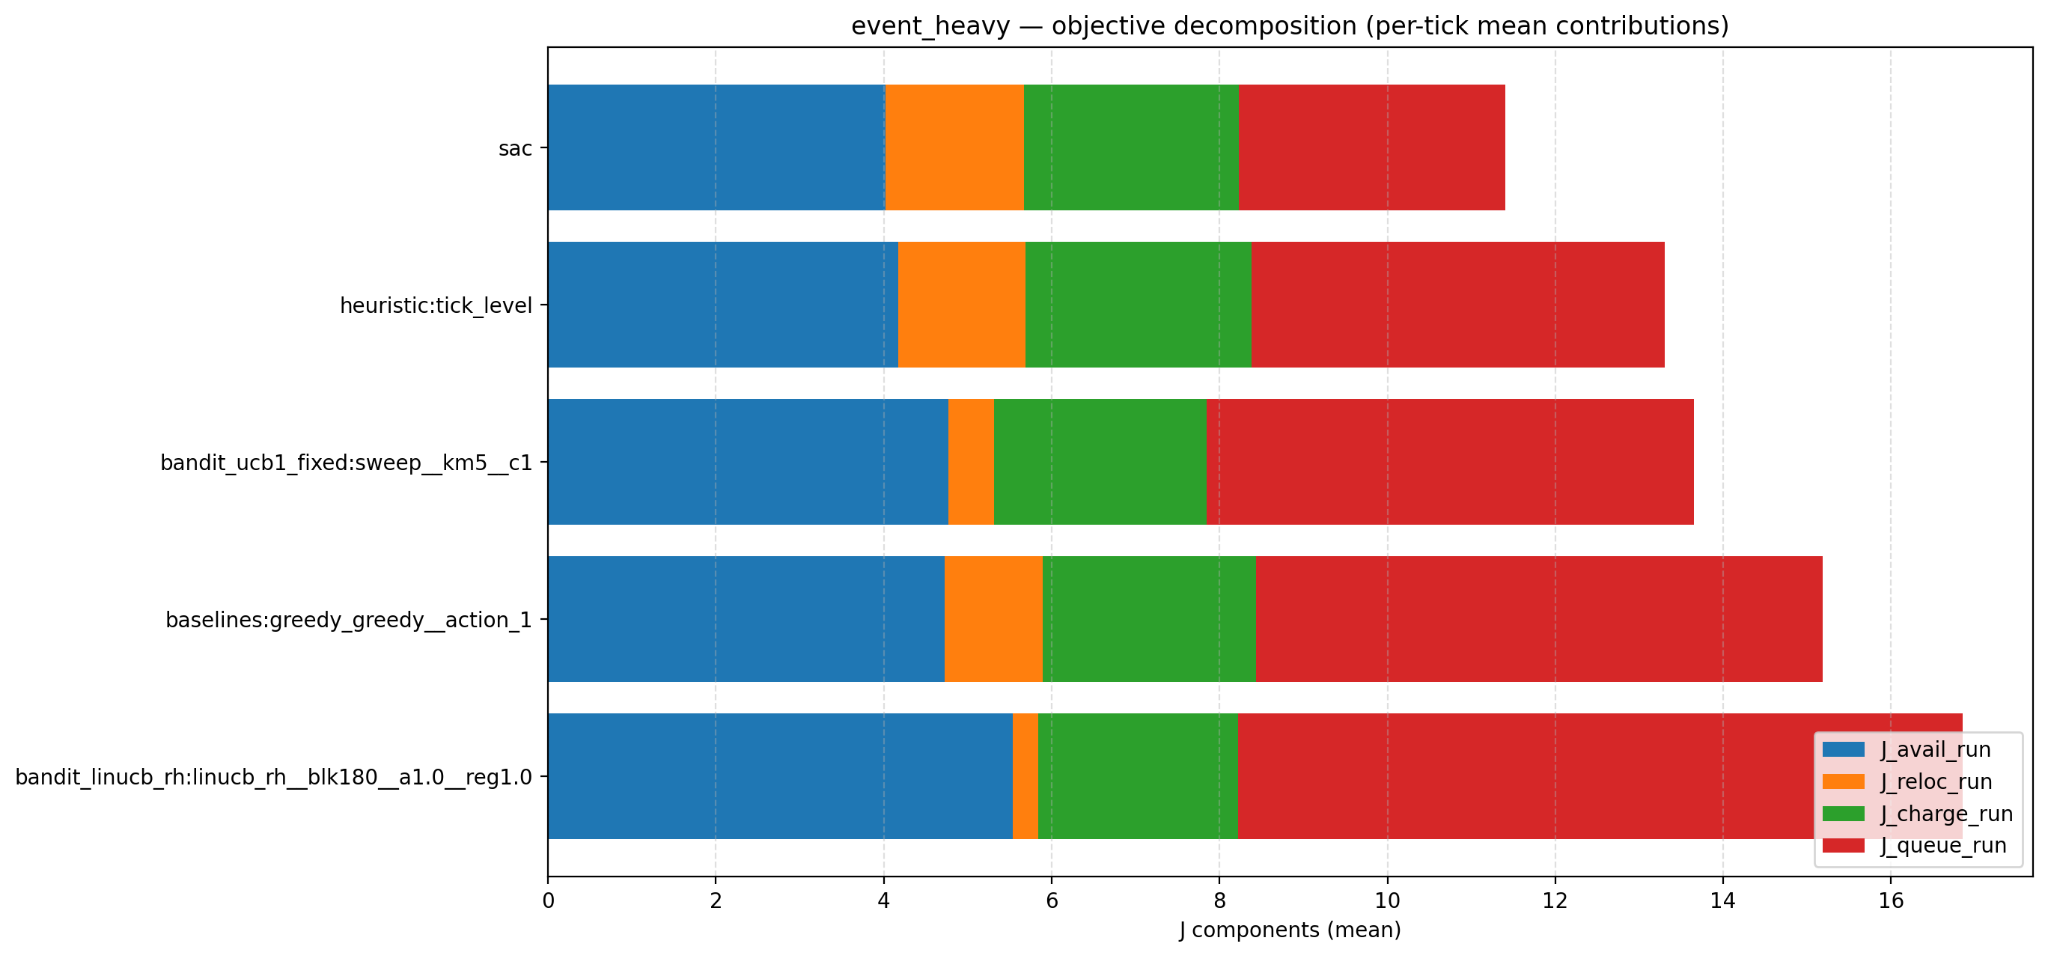 event_heavy — objective decomposition (per-tick mean contributions)
sac
heuristic:tick_level
bandit_ucb1_fixed:sweep__km5__c1
baselines:greedy_greedy__action_1
bandit_linucb_rh:linucb_rh__blk180__a1.0__reg1.0
J_avail_run
J_reloc_run
J_charge_run
J_queue_run
0 2 4 6 8 10 12 14 16
J components (mean)